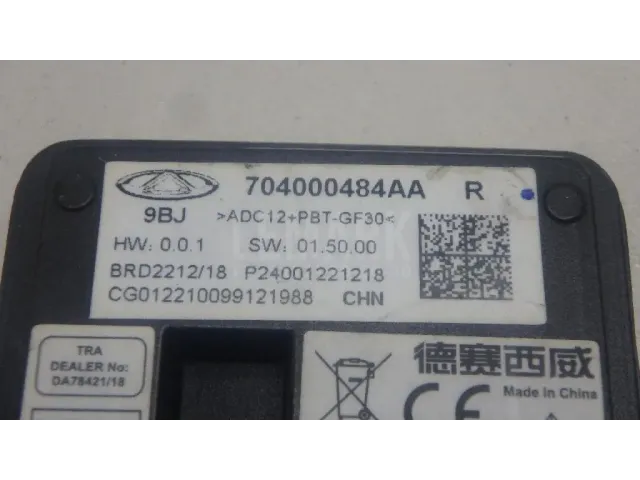 704000484AA R
9BJ >ADC12+PBT-GF30<
HW: 0.0.1 SW: 01.50.00
BRD2212/18 P24001221218
CG012210099121988 CHN
TRA
DEALER No:
DA78421/18
德赛西威
Made In China
CE